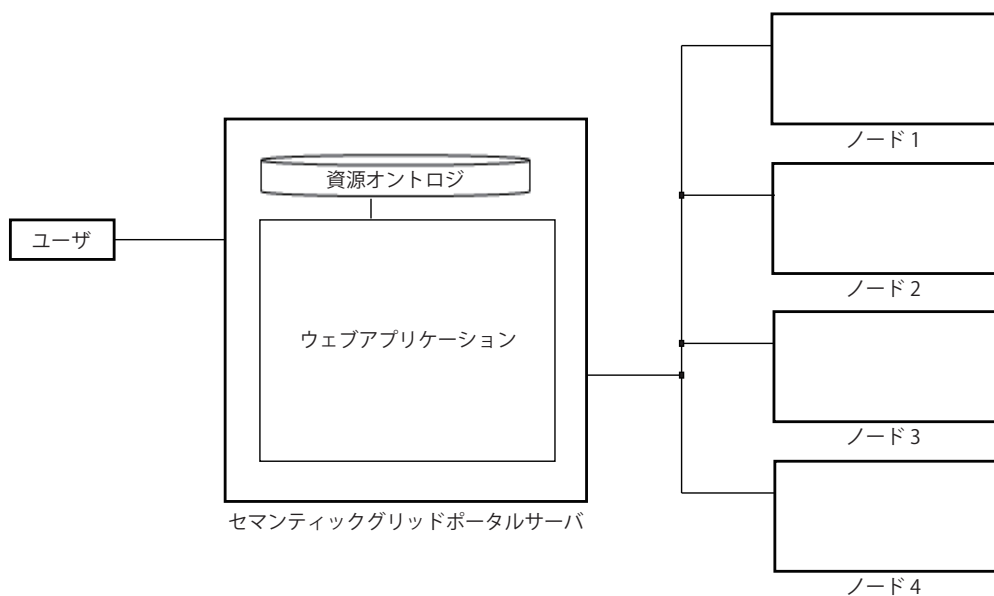 ユーザ
資源オントロジ
ウェブアプリケーション
セマンティックグリッドポータルサーバ
ノード 1
ノード 2
ノード 3
ノード 4